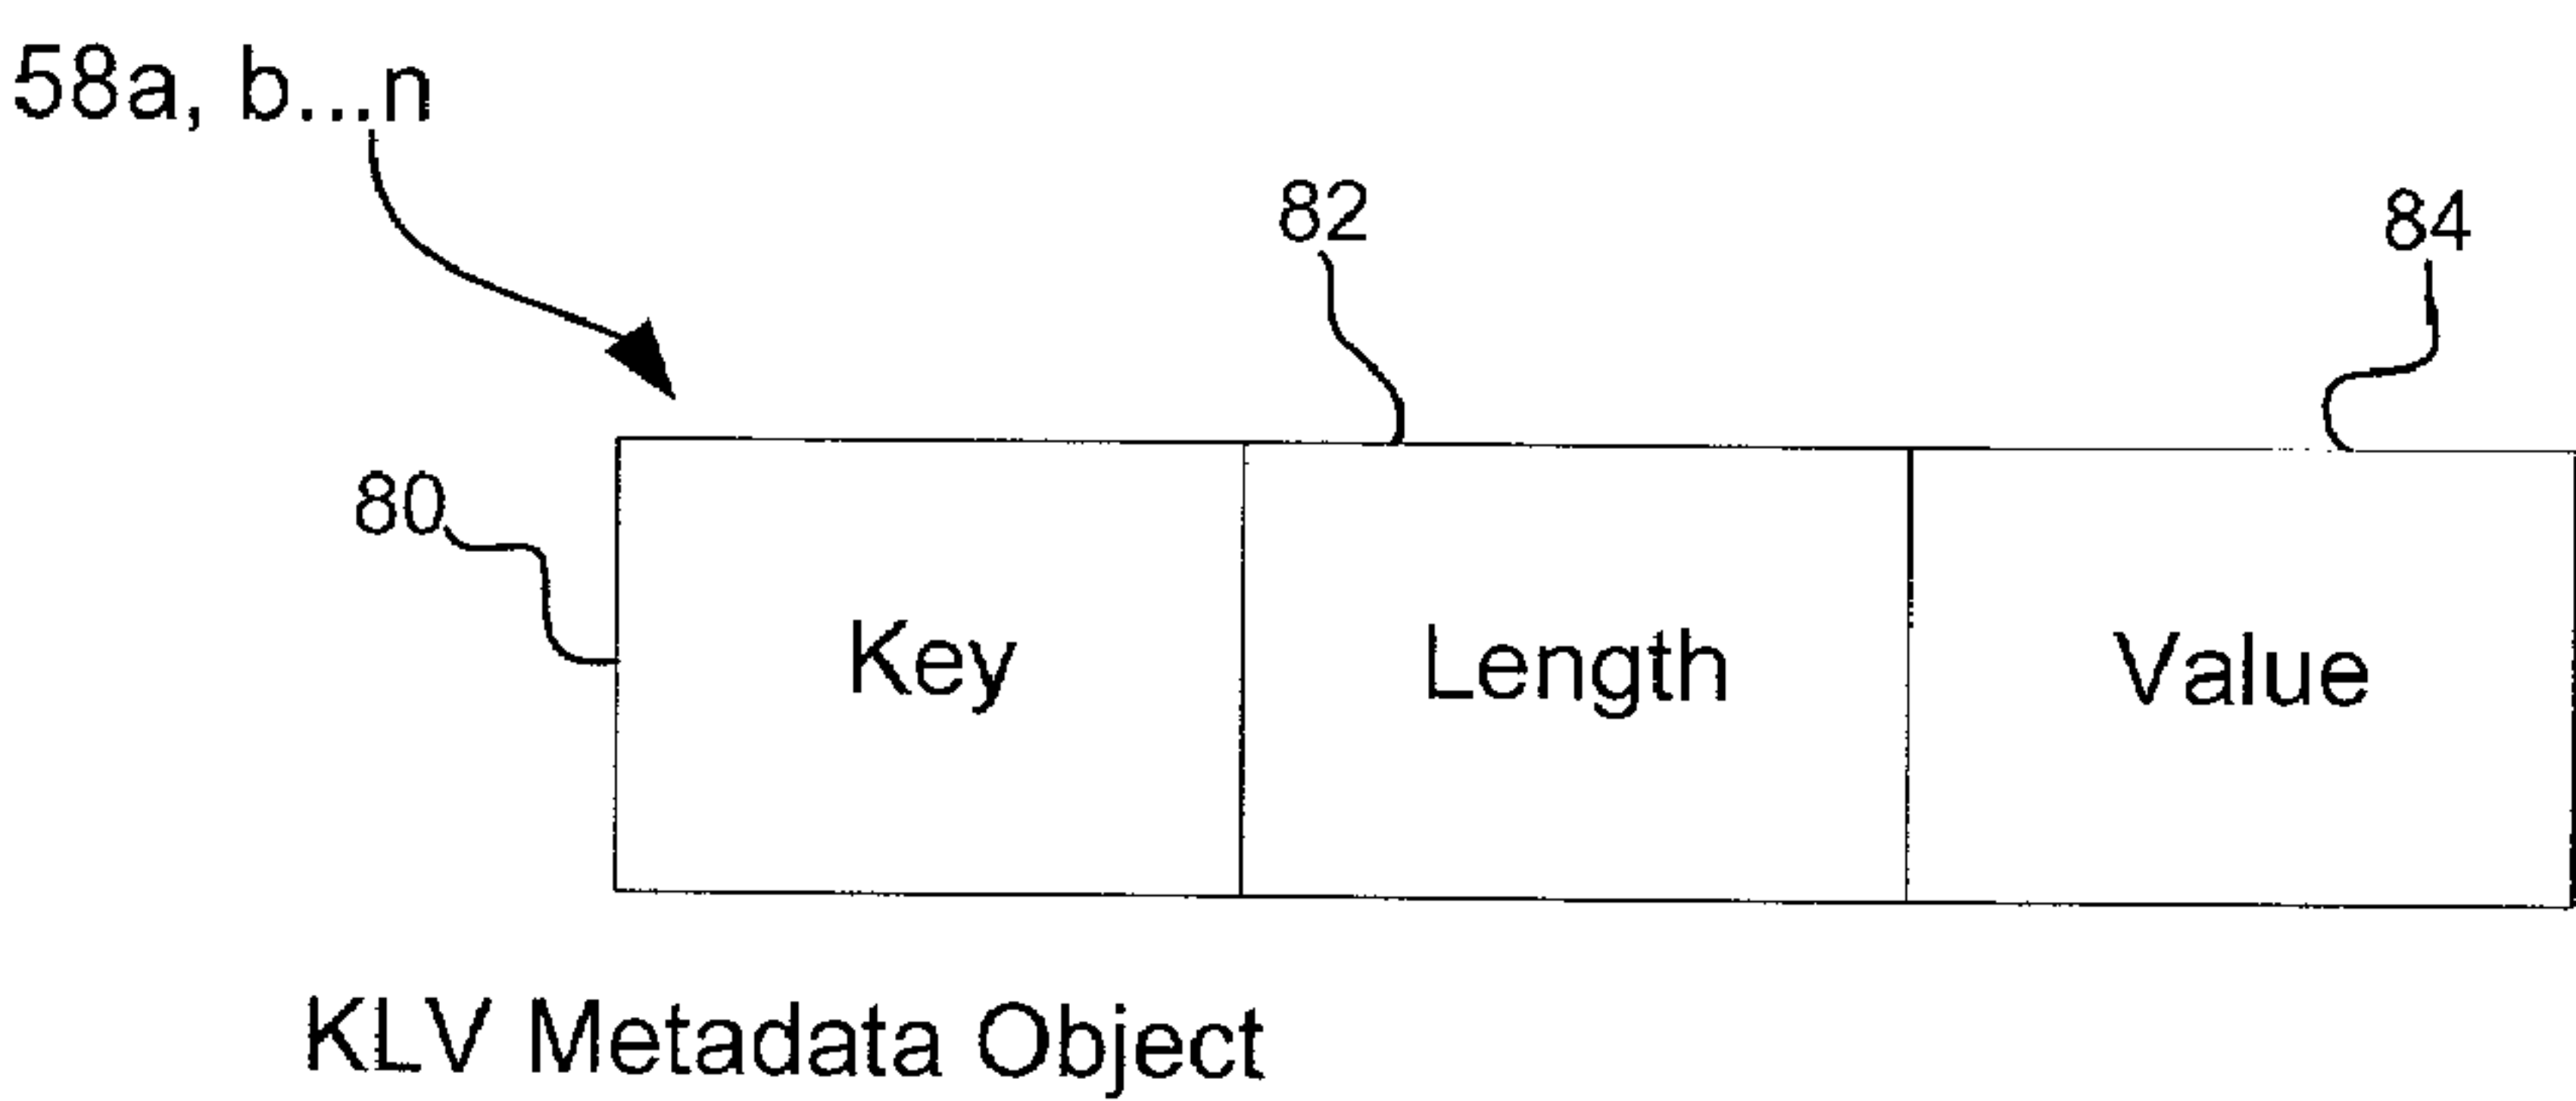 58a, b...n
82
84
80
Key
Length
Value
KLV Metadata Object